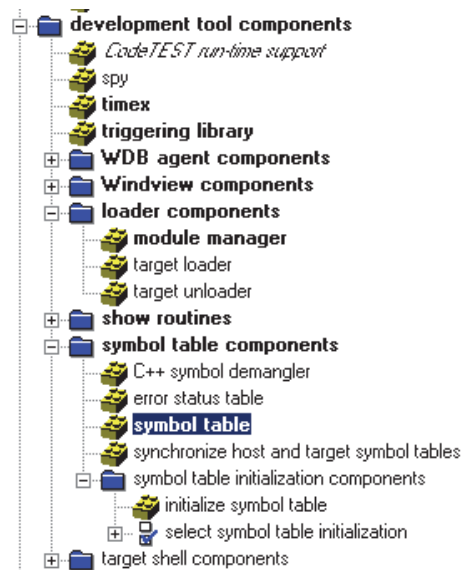 development tool components
CodeTEST run-time support
spy
timex
triggering library
WDB agent components
Windview components
loader components
module manager
target loader
target unloader
show routines
symbol table components
C++ symbol demangler
error status table
symbol table
synchronize host and target symbol tables
symbol table initialization components
initialize symbol table
select symbol table initialization
target shell components